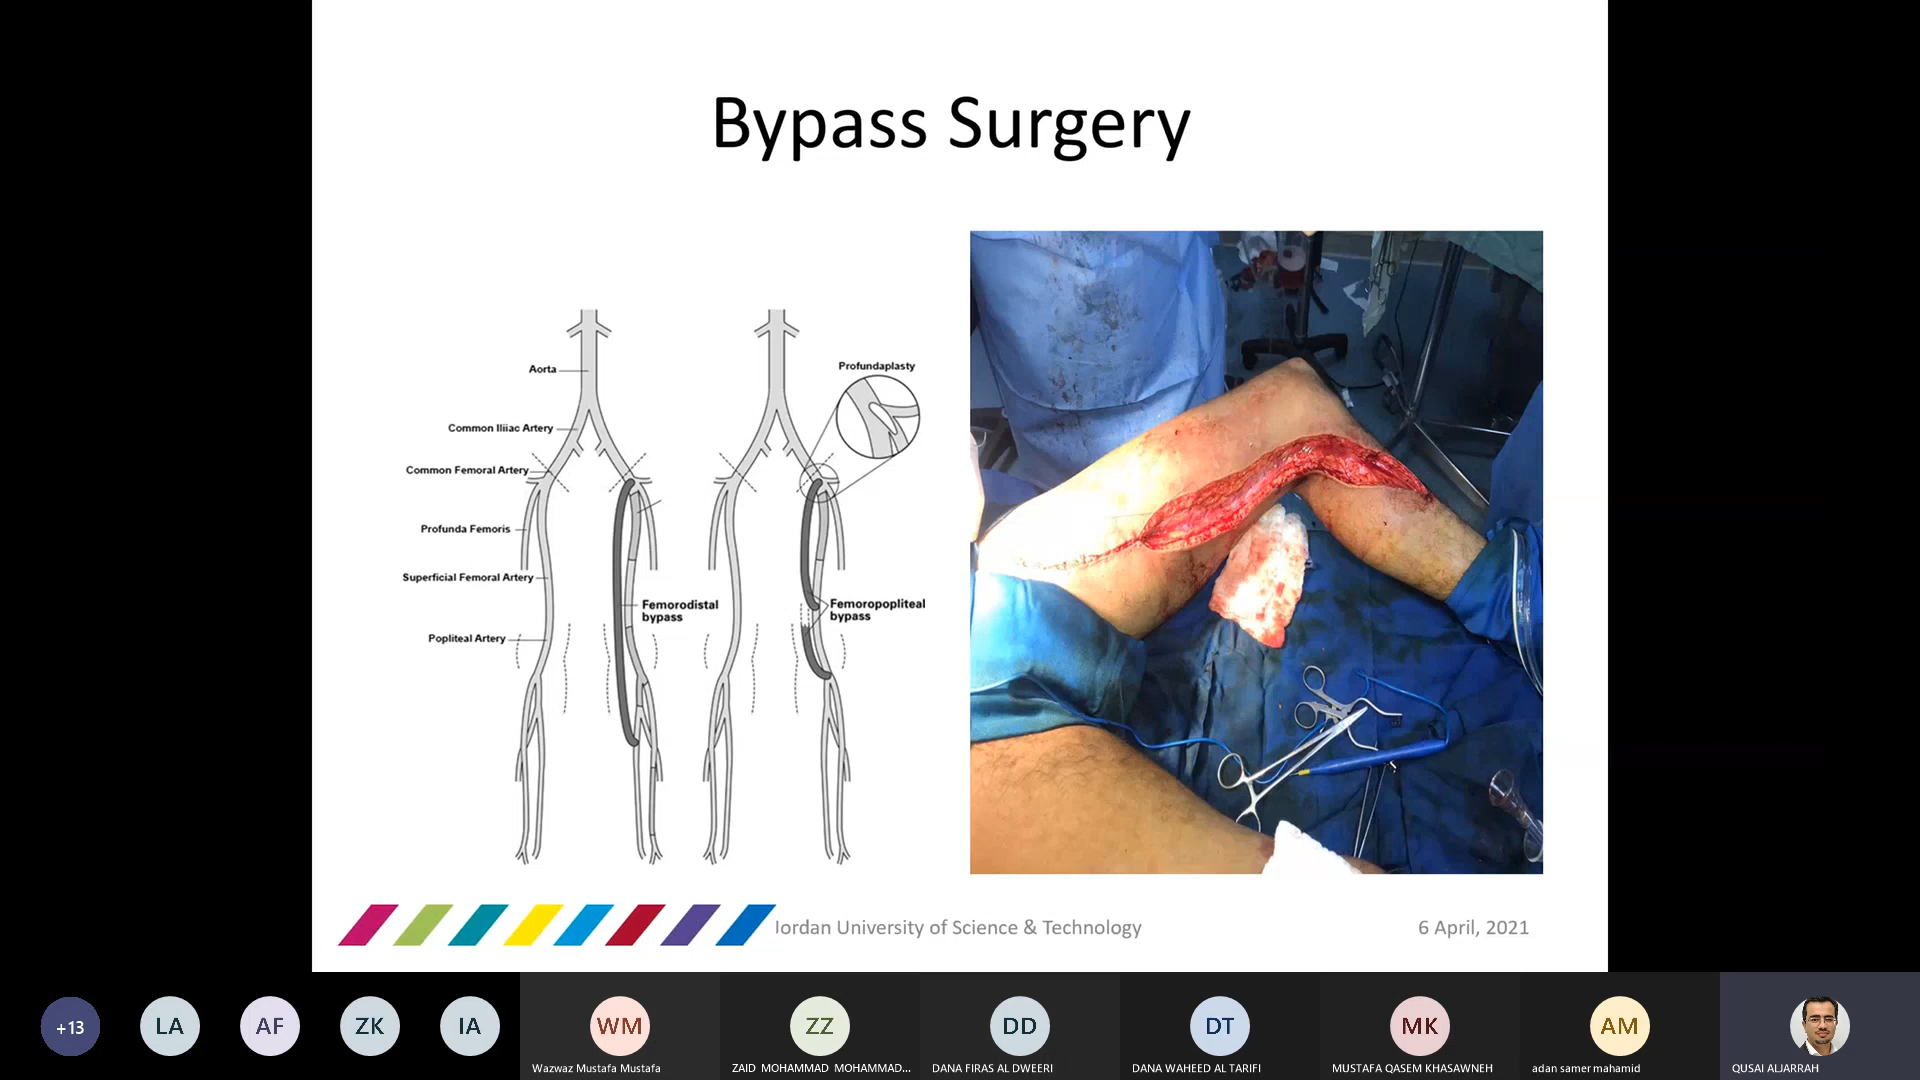 Bypass Surgery
Aorta
Common Iliiac Artery
Common Femoral Artery
Profunda Femoris
Superficial Femoral Artery
Popliteal Artery
Femorodistal
bypass
Profundaplasty
Femoropopliteal
bypass
Jordan University of Science & Technology
6 April, 2021
+13
LA
AF
ZK
IA
WM
Wazwaz Mustafa Mustafa
ZZ
ZAID MOHAMMAD MOHAMMAD...
DD
DANA FIRAS AL DWEERI
DT
DANA WAHEED AL TARIFI
MK
MUSTAFA QASEM KHASAWNEH
AM
adan samer mahamid
QUSAI ALJARRAH